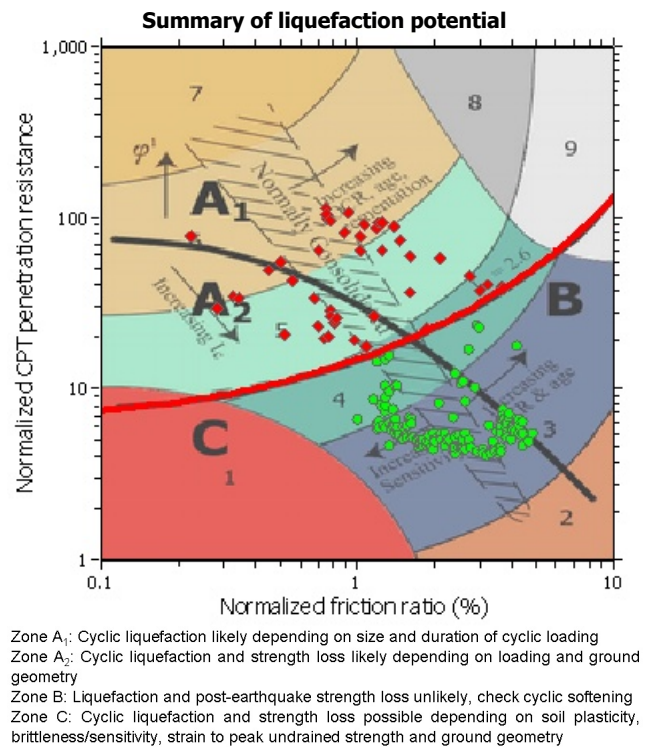 Summary of liquefaction potential
1,000
7
8
9
φ'
Increasing
OCR, age,
cementation
Normally Consolidated
A1
100
6
= 2.6
B
A2
Increasing Ic
5
10
4
Increasing
OCR & age
C
3
Increasing
Sensitivity
1
2
1
0.1
1
10
Normalized CPT penetration resistance
Normalized friction ratio (%)
Zone A1: Cyclic liquefaction likely depending on size and duration of cyclic loading
Zone A2: Cyclic liquefaction and strength loss likely depending on loading and ground
geometry
Zone B: Liquefaction and post-earthquake strength loss unlikely, check cyclic softening
Zone C: Cyclic liquefaction and strength loss possible depending on soil plasticity,
brittleness/sensitivity, strain to peak undrained strength and ground geometry